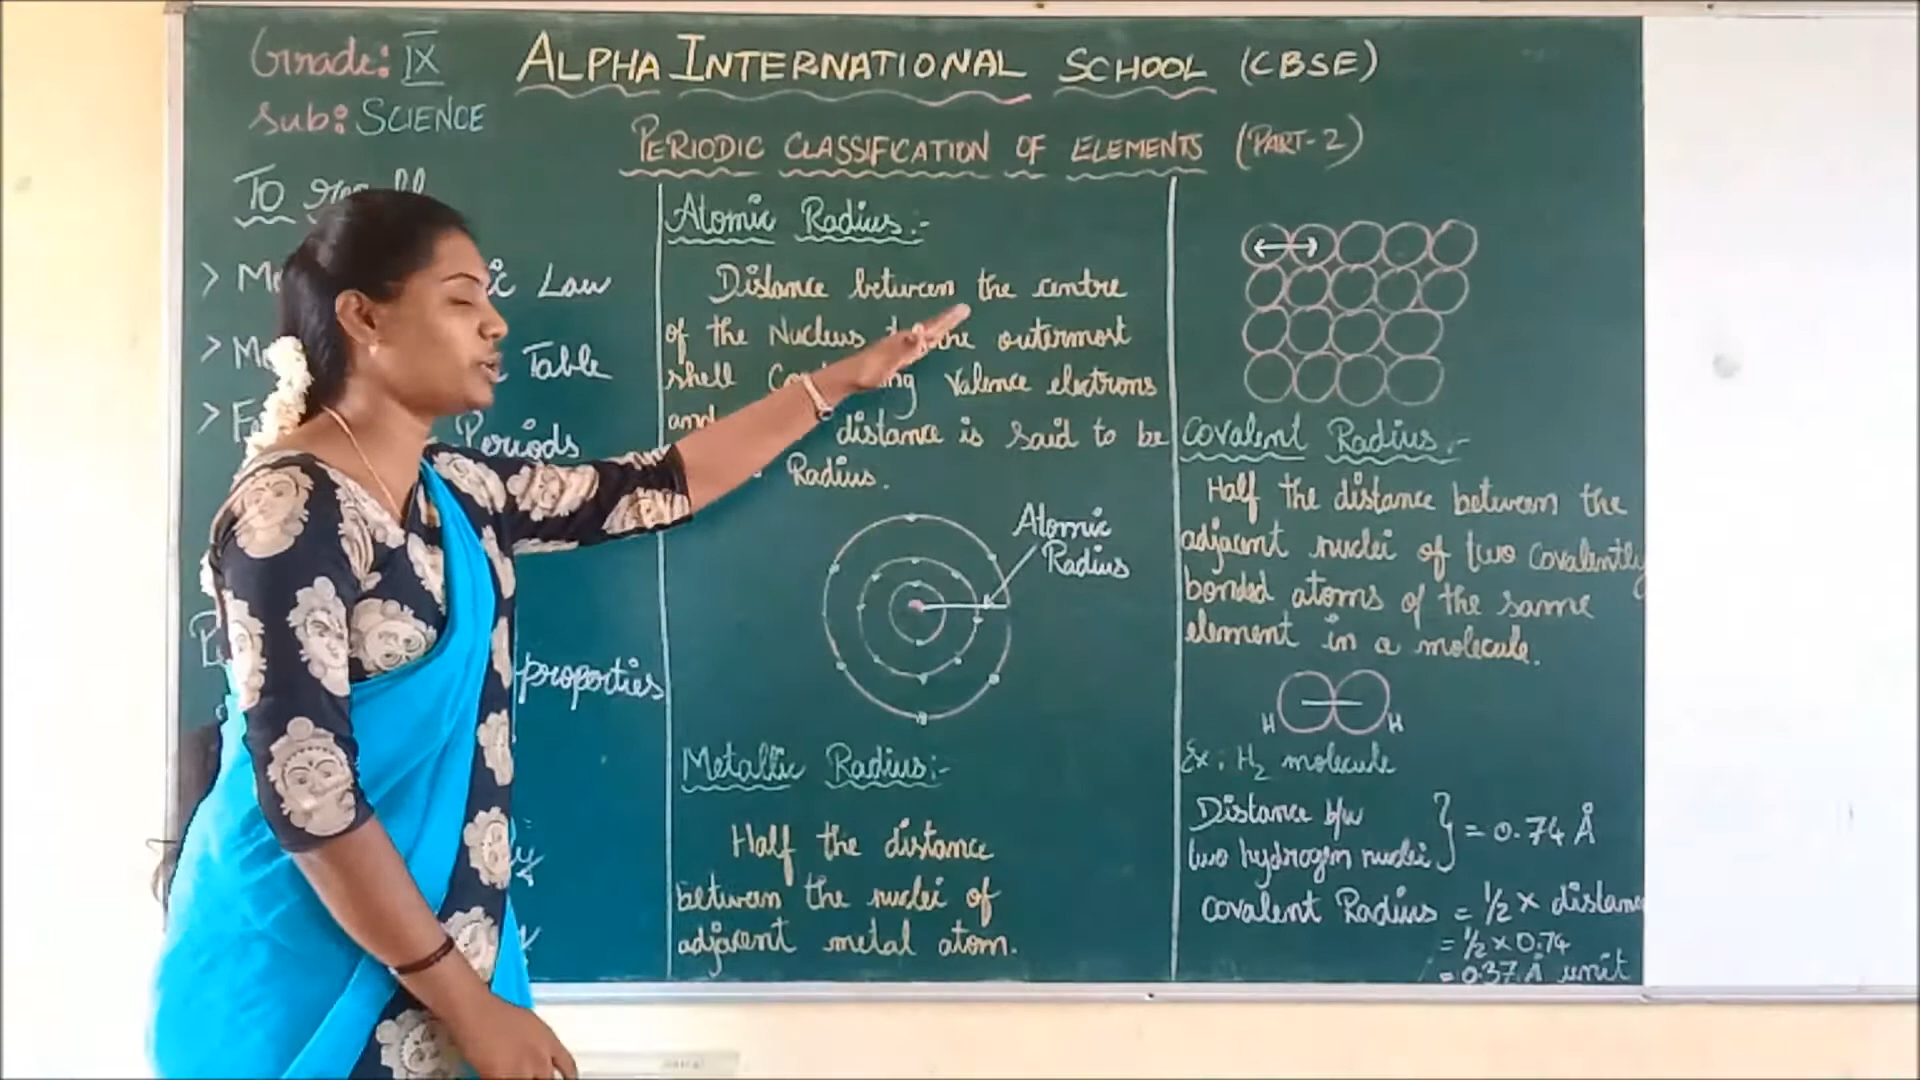 Grade: IX
Sub: SCIENCE
ALPHA INTERNATIONAL SCHOOL (CBSE)
PERIODIC CLASSIFICATION OF ELEMENTS (PART-2)
To
> Law
> Table
> Periods
properties
Atomic Radius:-
Distance between the centre
of the Nucleus the outermost
shell Valence electrons
and distance is said to be
Radius.
Atomic
Radius
Metallic Radius:-
Half the distance
between the nuclei of
adjacent metal atom.
Covalent Radius:-
Half the distance between the
adjacent nuclei of two covalently
bonded atoms of the same
element in a molecule.
H H
Ex: H₂ molecule
Distance b/w
two hydrogen nuclei } = 0.74 Å
Covalent Radius = 1/2 × distance
= 1/2 × 0.74
= 0.37 Å unit